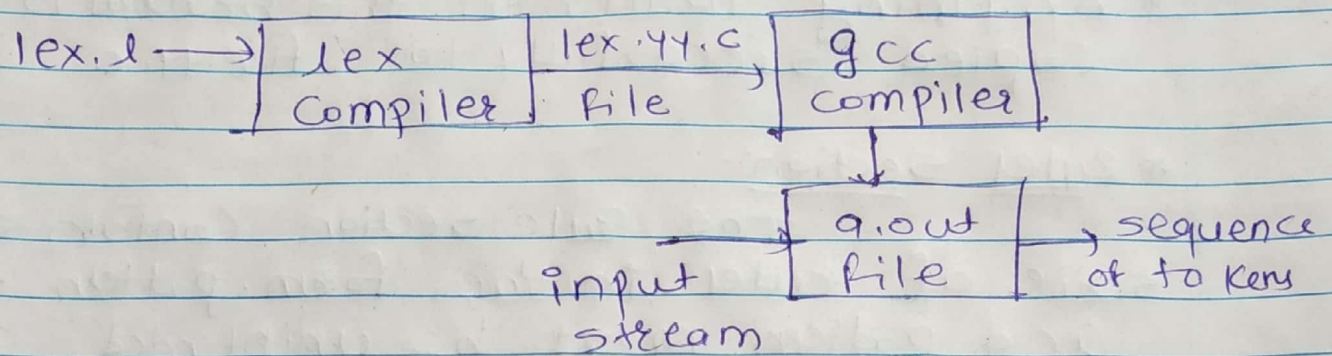 lex.l
lex
Compiler
lex.yy.c
file
gcc
compiler
a.out
file
input
stream
sequence
of tokens